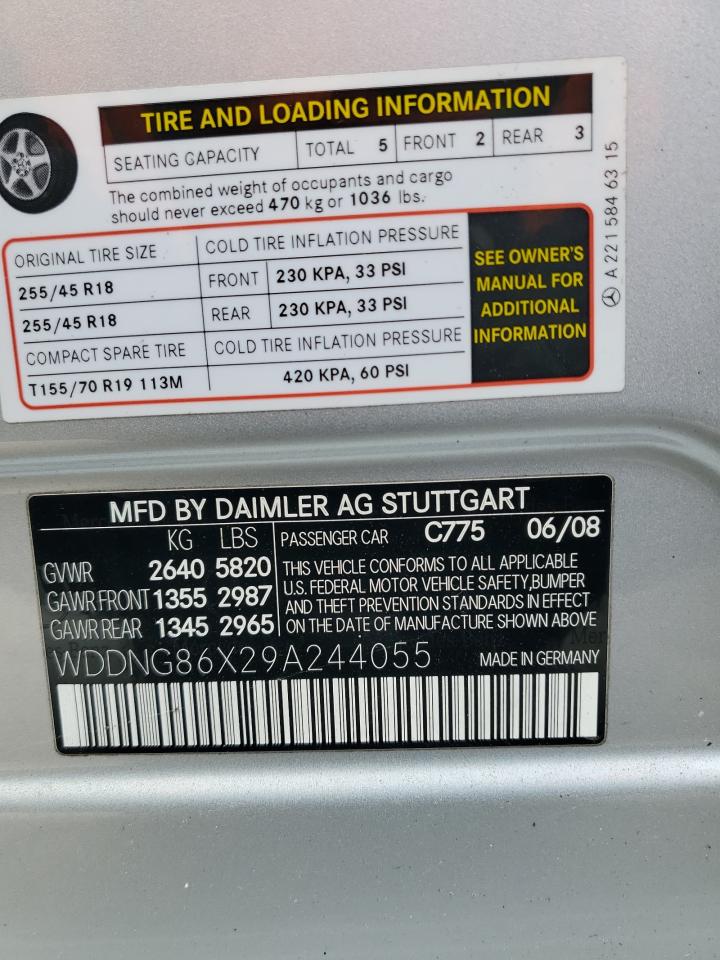 TIRE AND LOADING INFORMATION
SEATING CAPACITY TOTAL 5 FRONT 2 REAR 3
The combined weight of occupants and cargo
should never exceed 470 kg or 1036 lbs.
ORIGINAL TIRE SIZE COLD TIRE INFLATION PRESSURE
255/45 R18 FRONT 230 KPA, 33 PSI
255/45 R18 REAR 230 KPA, 33 PSI
COMPACT SPARE TIRE COLD TIRE INFLATION PRESSURE
T155/70 R19 113M 420 KPA, 60 PSI
SEE OWNER'S
MANUAL FOR
ADDITIONAL
INFORMATION
A 221 584 63 15
MFD BY DAIMLER AG STUTTGART
KG LBS PASSENGER CAR C775 06/08
GVWR 2640 5820
GAWR FRONT 1355 2987
GAWR REAR 1345 2965
THIS VEHICLE CONFORMS TO ALL APPLICABLE
U.S. FEDERAL MOTOR VEHICLE SAFETY, BUMPER
AND THEFT PREVENTION STANDARDS IN EFFECT
ON THE DATE OF MANUFACTURE SHOWN ABOVE
WDDNG86X29A244055 MADE IN GERMANY